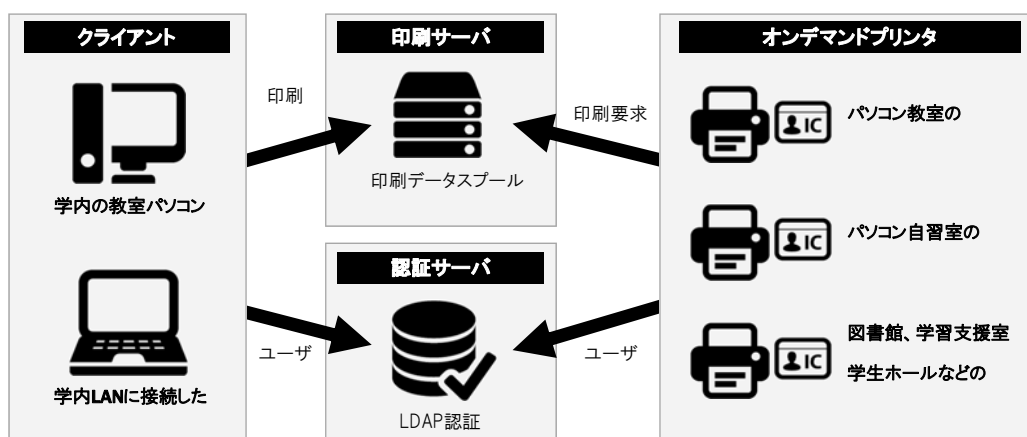 クライアント
学内の教室パソコン
学内LANに接続した
印刷
ユーザ
印刷サーバ
印刷データスプール
認証サーバ
LDAP認証
印刷要求
ユーザ
オンデマンドプリンタ
IC
パソコン教室の
IC
パソコン自習室の
IC
図書館、学習支援室
学生ホールなどの